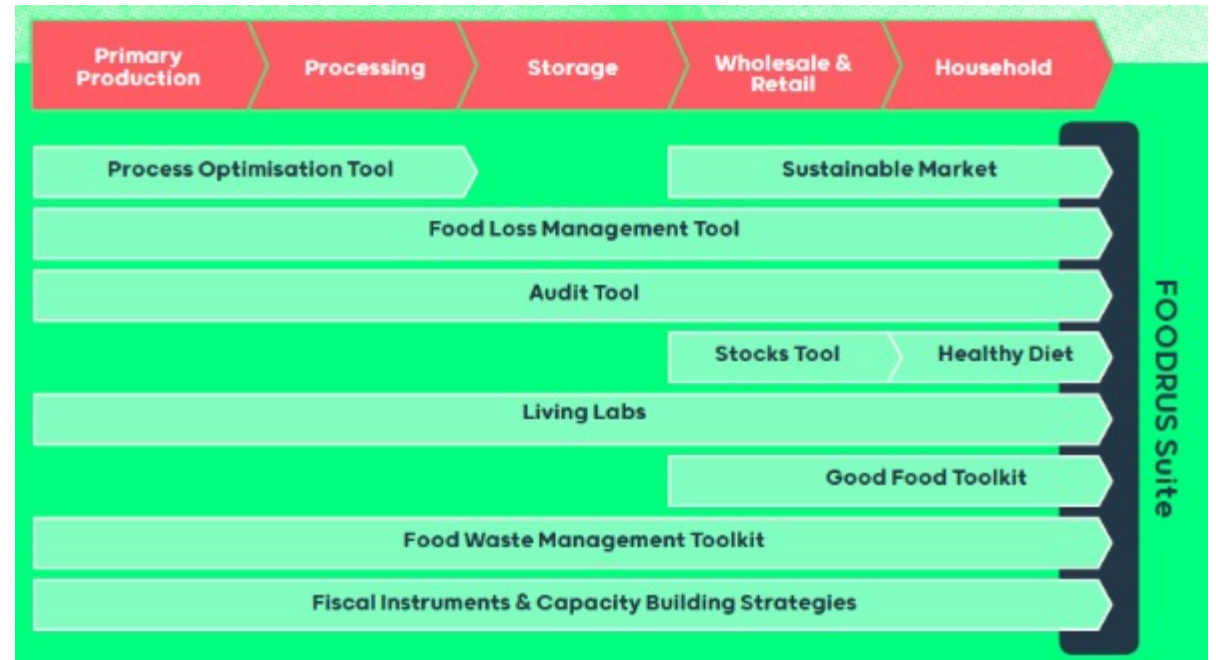 Primary
Production
Processing
Storage
Wholesale &
Retail
Household
Process Optimisation Tool
Sustainable Market
Food Loss Management Tool
Audit Tool
Stocks Tool
Healthy Diet
Living Labs
Good Food Toolkit
Food Waste Management Toolkit
Fiscal Instruments & Capacity Building Strategies
FOODRUS Suite